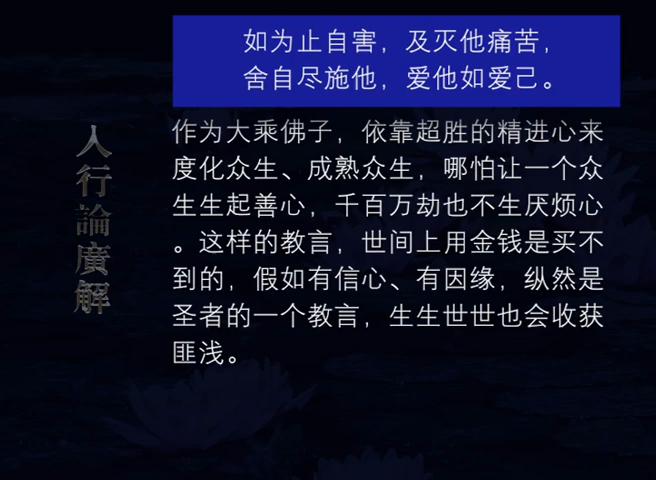 如为止自害，及灭他痛苦，
舍自尽施他，爱他如爱己。
入行論廣解
作为大乘佛子，依靠超胜的精进心来
度化众生、成熟众生，哪怕让一个众
生生起善心，千百万劫也不生厌烦心
。这样的教言，世间上用金钱是买不
到的，假如有信心、有因缘，纵然是
圣者的一个教言，生生世世也会收获
匪浅。